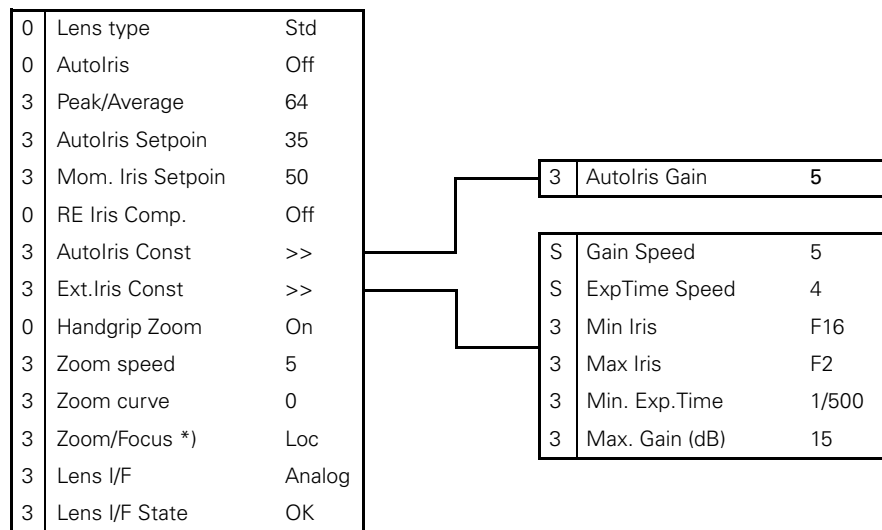 0 Lens type Std
0 AutoIris Off
3 Peak/Average 64
3 AutoIris Setpoin 35
3 Mom. Iris Setpoin 50
0 RE Iris Comp. Off
3 AutoIris Const >>
3 Ext.Iris Const >>
0 Handgrip Zoom On
3 Zoom speed 5
3 Zoom curve 0
3 Zoom/Focus *) Loc
3 Lens I/F Analog
3 Lens I/F State OK
3 AutoIris Gain 5
S Gain Speed 5
S ExpTime Speed 4
3 Min Iris F16
3 Max Iris F2
3 Min. Exp.Time 1/500
3 Max. Gain (dB) 15